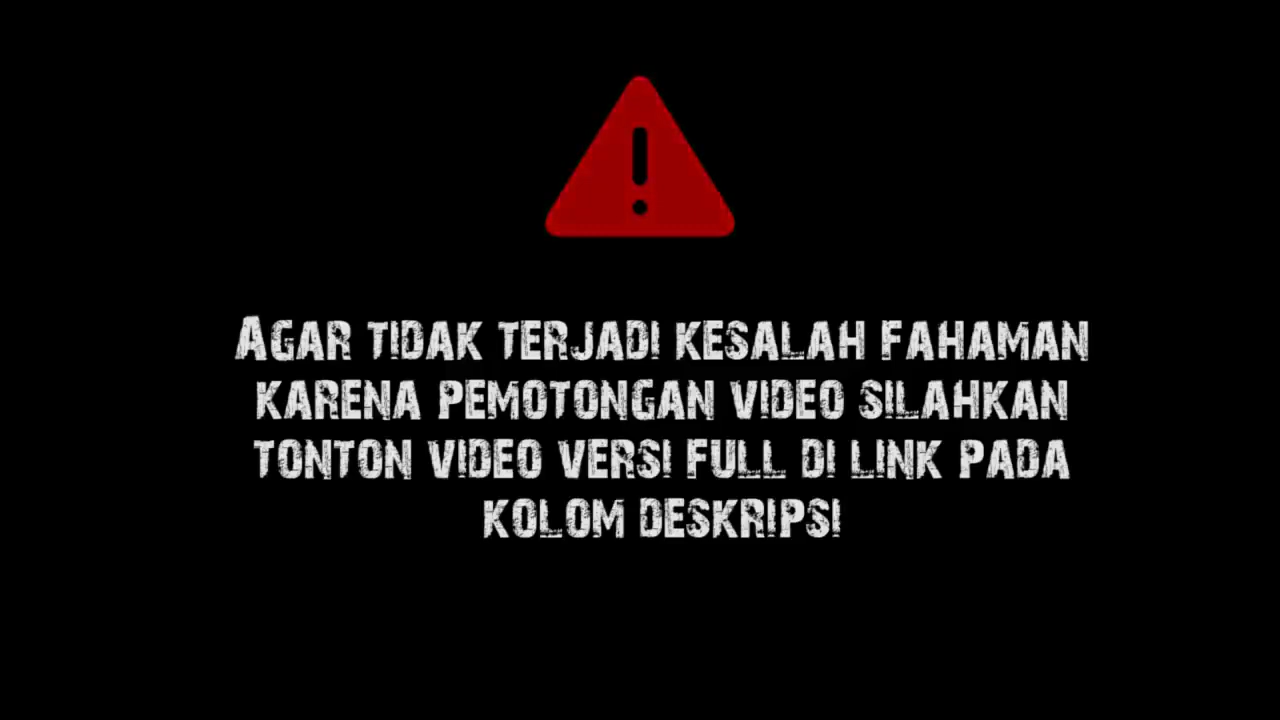 Agar tidak terjadi kesalah fahaman
karena pemotongan video silahkan
tonton video versi full di link pada
kolom deskripsi